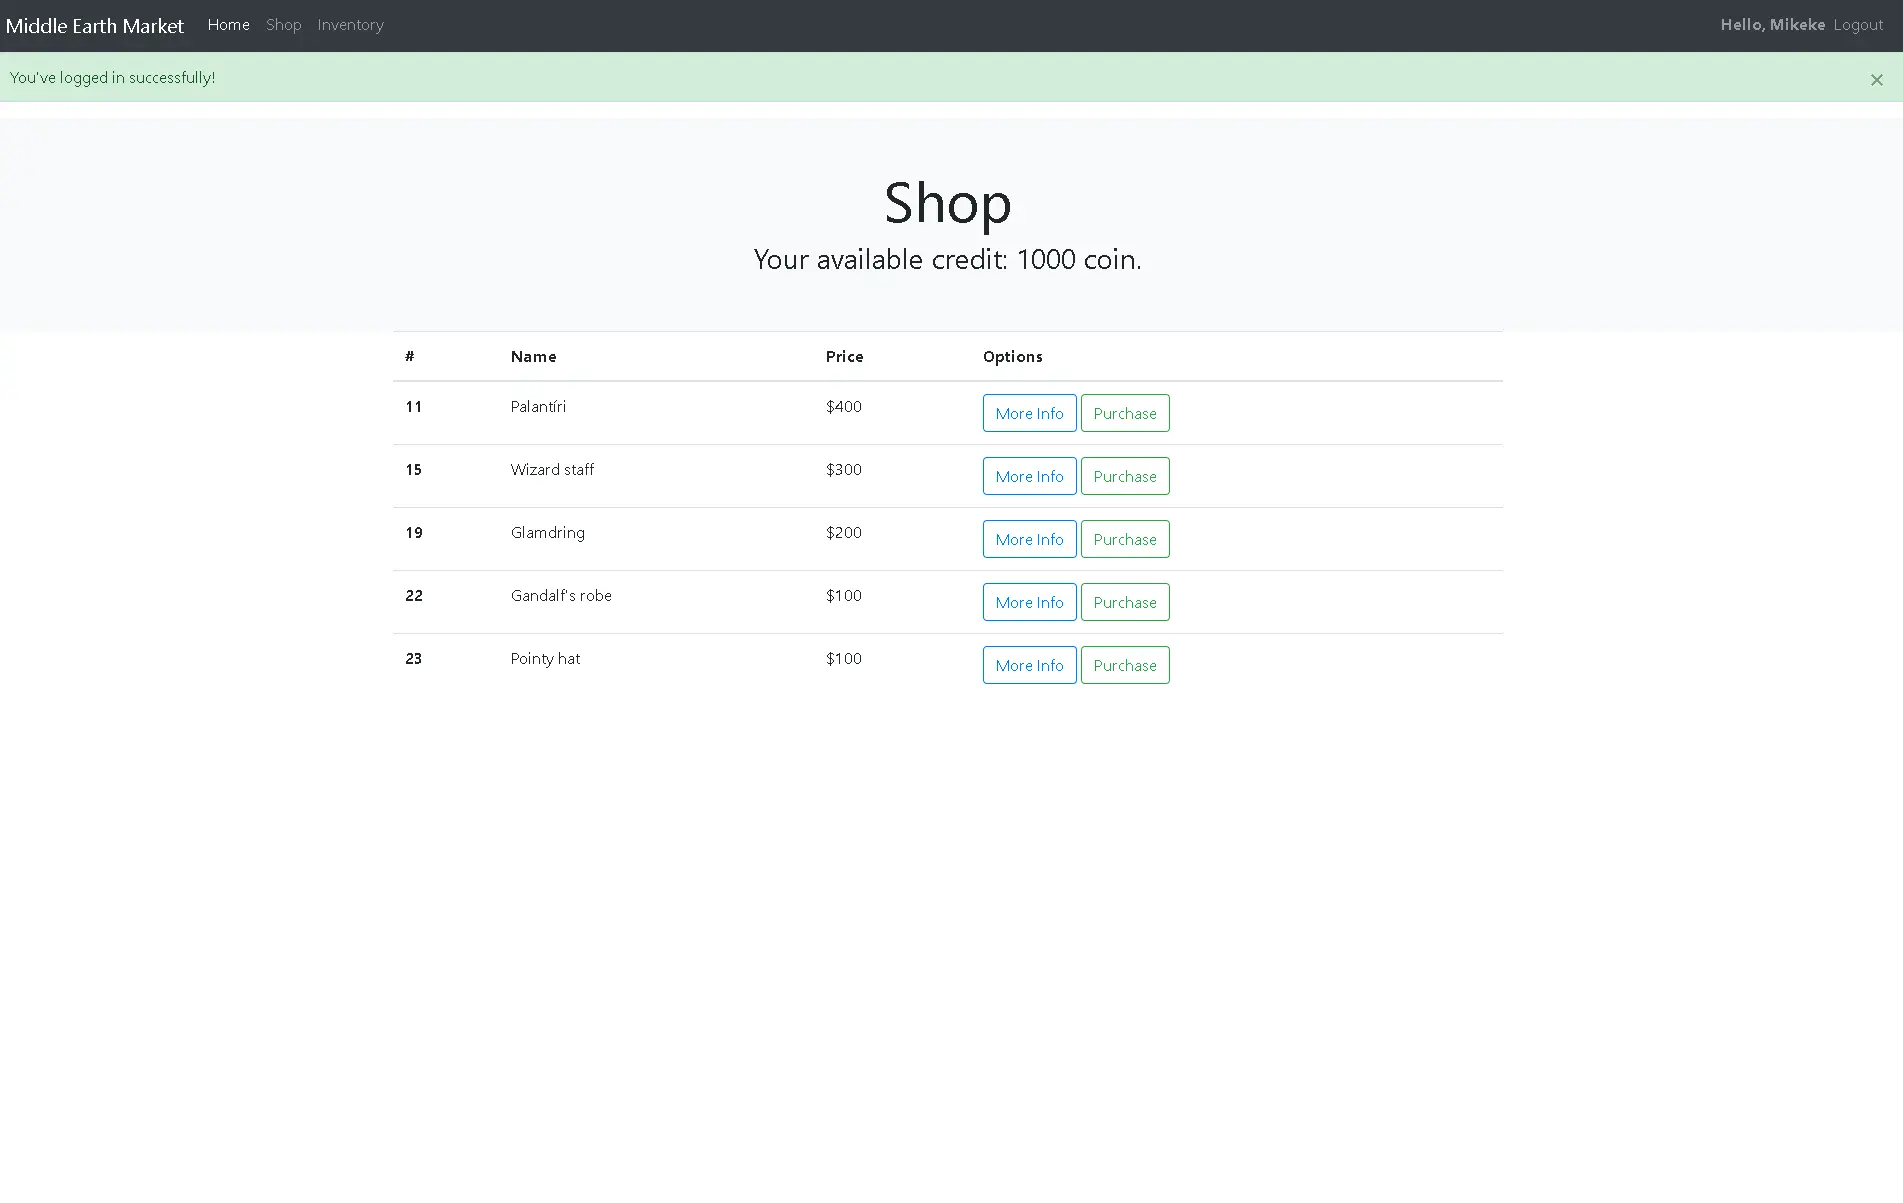 Middle Earth Market Home Shop Inventory Hello, Mikeke Logout
You've logged in successfully! ×
Shop
Your available credit: 1000 coin.
# Name Price Options
11 Palantíri $400 More Info Purchase
15 Wizard staff $300 More Info Purchase
19 Glamdring $200 More Info Purchase
22 Gandalf's robe $100 More Info Purchase
23 Pointy hat $100 More Info Purchase